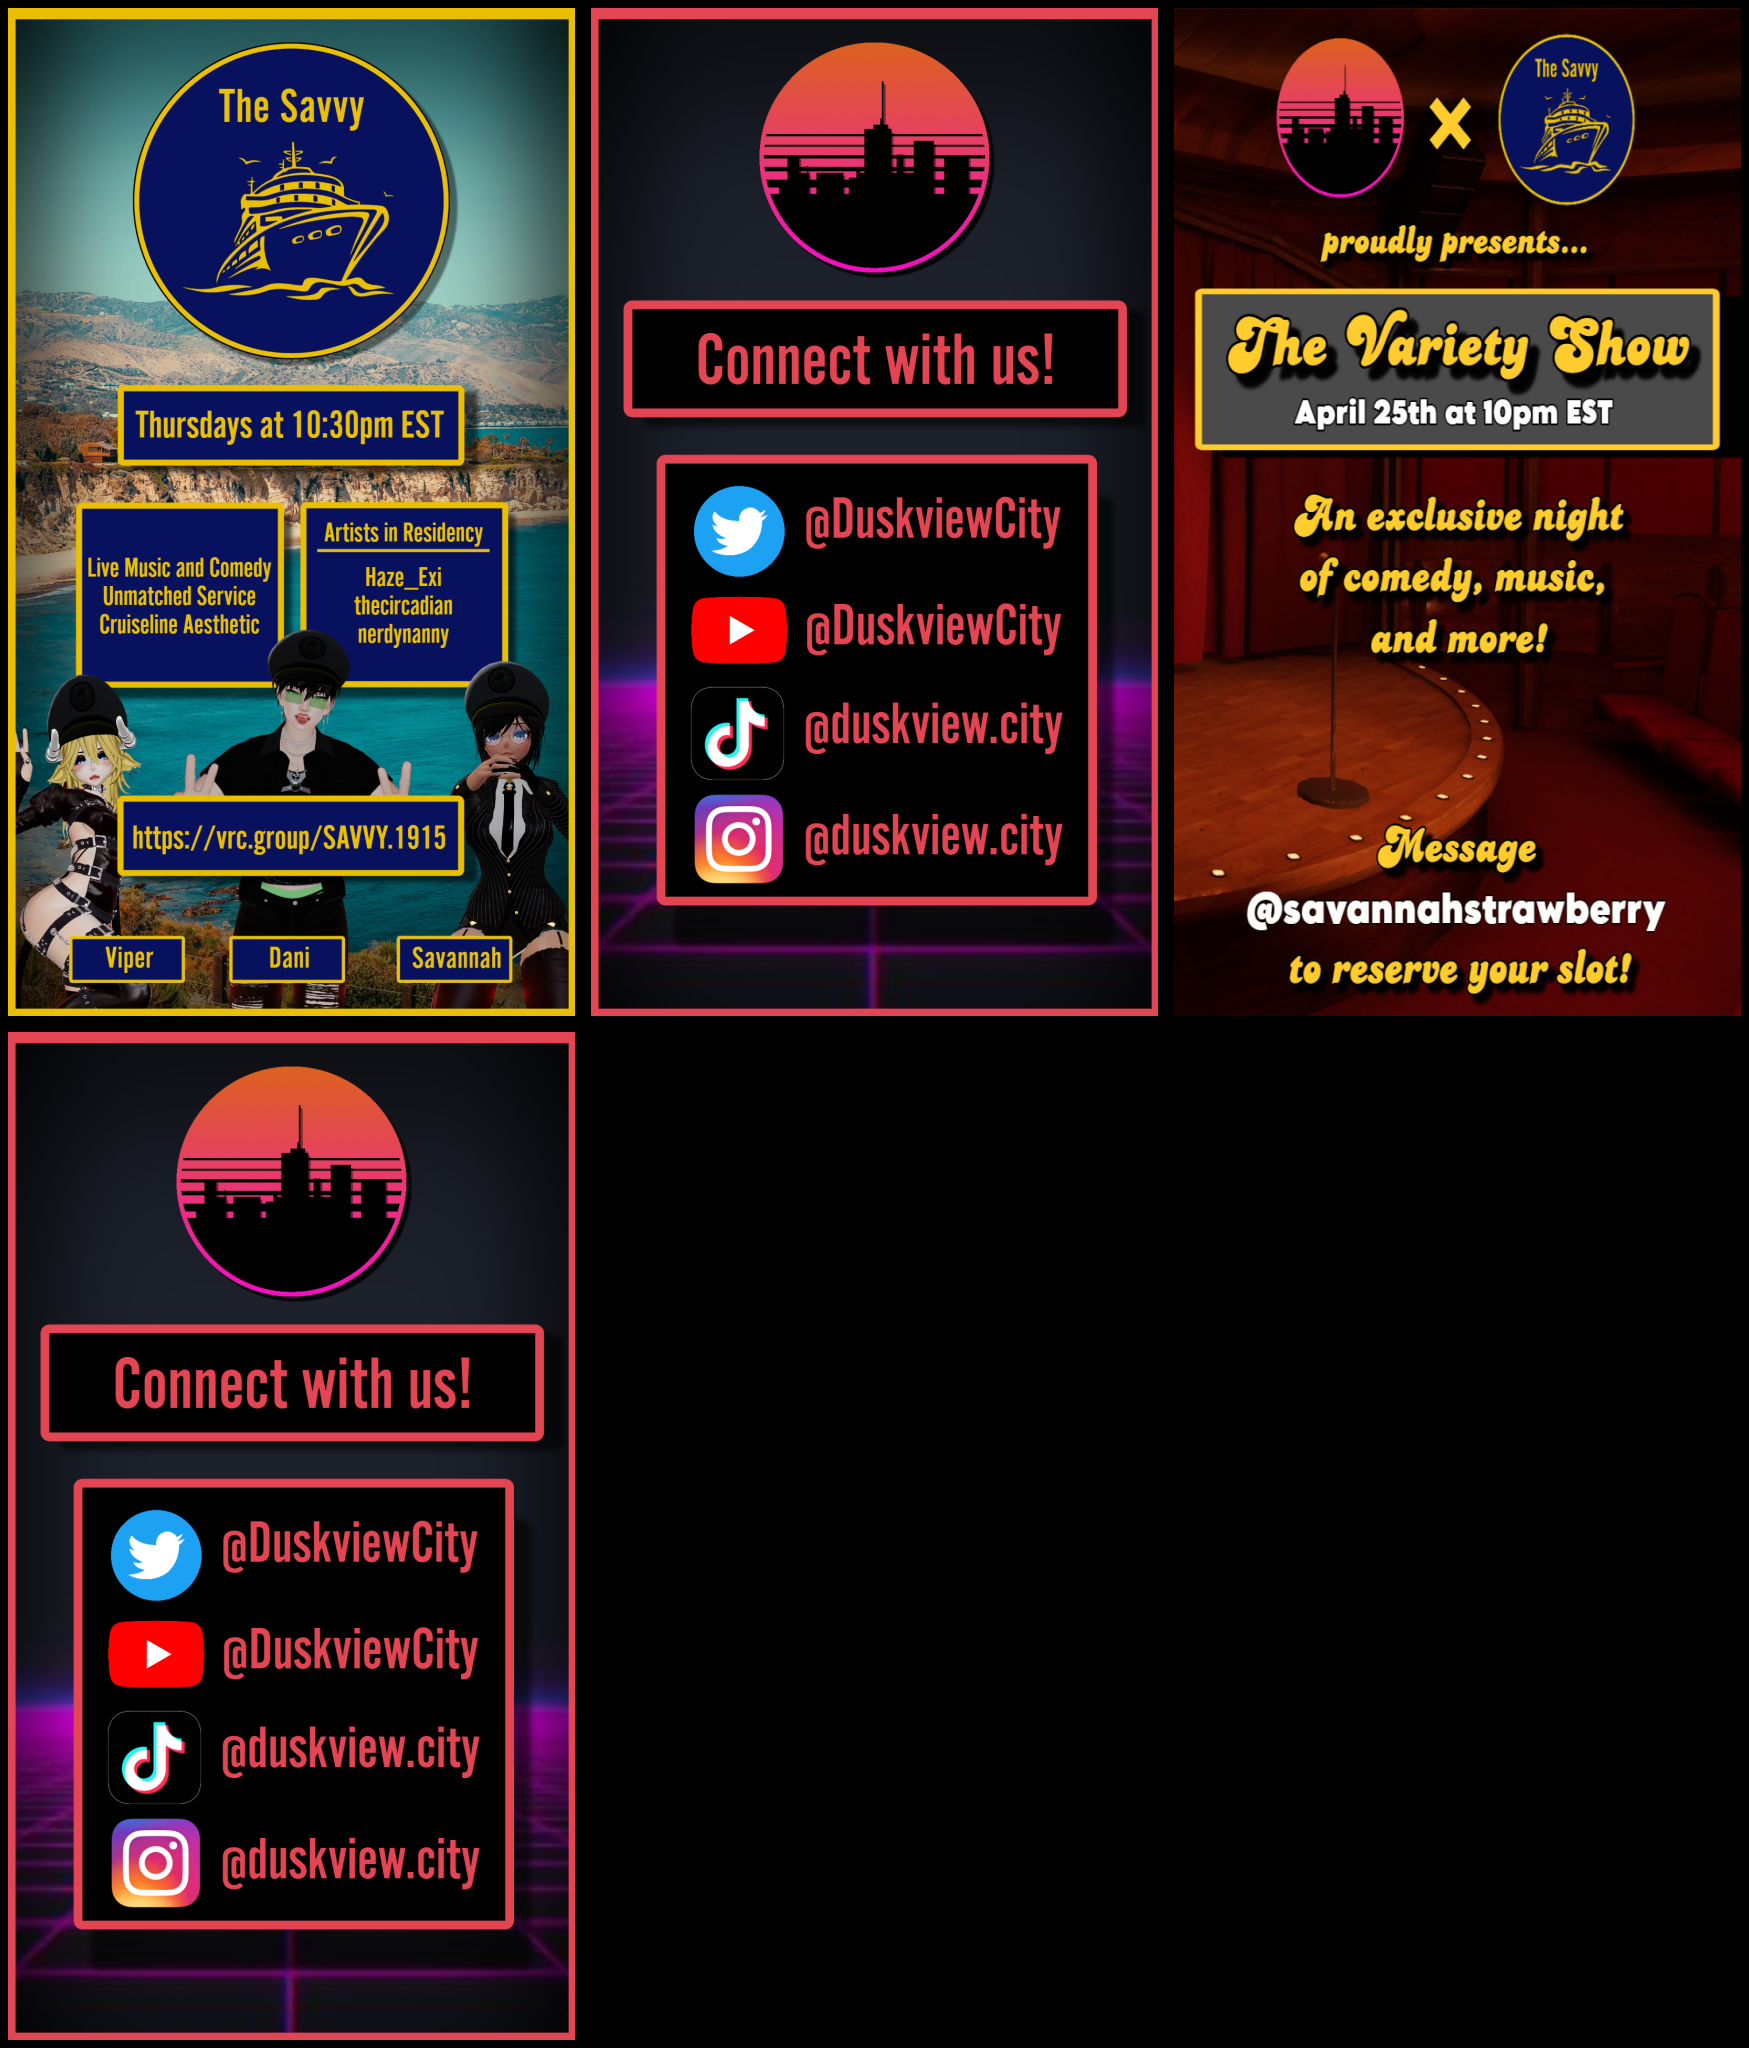 The Savvy
Thursdays at 10:30pm EST
Live Music and Comedy
Unmatched Service
Cruiseline Aesthetic
Artists in Residency
Haze_Exi
thecircadian
nerdynanny
https://vrc.group/SAVVY.1915
Viper
Dani
Savannah
Connect with us!
@DuskviewCity
@DuskviewCity
@duskview.city
@duskview.city
The Savvy
X
proudly presents...
The Variety Show
April 25th at 10pm EST
An exclusive night
of comedy, music,
and more!
Message
@savannahstrawberry
to reserve your slot!
Connect with us!
@DuskviewCity
@DuskviewCity
@duskview.city
@duskview.city